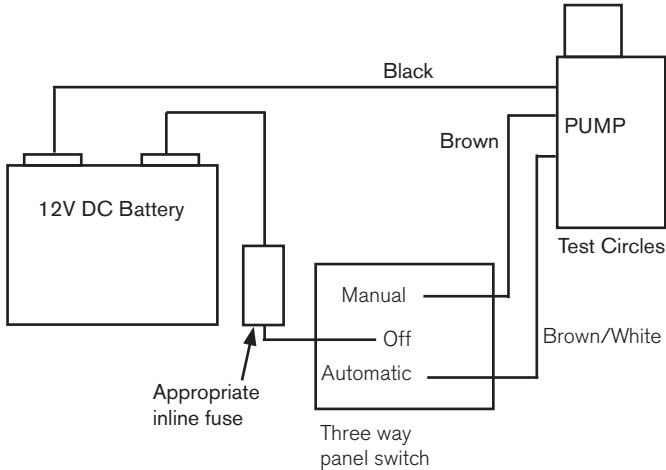 Black
PUMP
Brown
12V DC Battery
Test Circles
Manual
Off
Brown/White
Automatic
Appropriate
inline fuse
Three way
panel switch